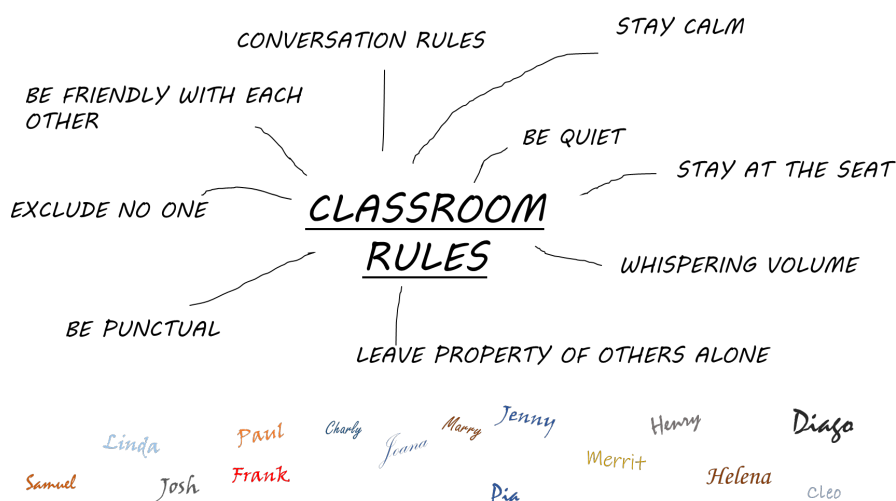 STAY CALM
CONVERSATION RULES
BE FRIENDLY WITH EACH
OTHER
BE QUIET
STAY AT THE SEAT
EXCLUDE NO ONE
CLASSROOM
RULES
WHISPERING VOLUME
BE PUNCTUAL
LEAVE PROPERTY OF OTHERS ALONE
Linda
Paul
Charly
Joana
Marry
Jenny
Henry
Diago
Samuel
Josh
Frank
Pia
Merrit
Helena
Cleo